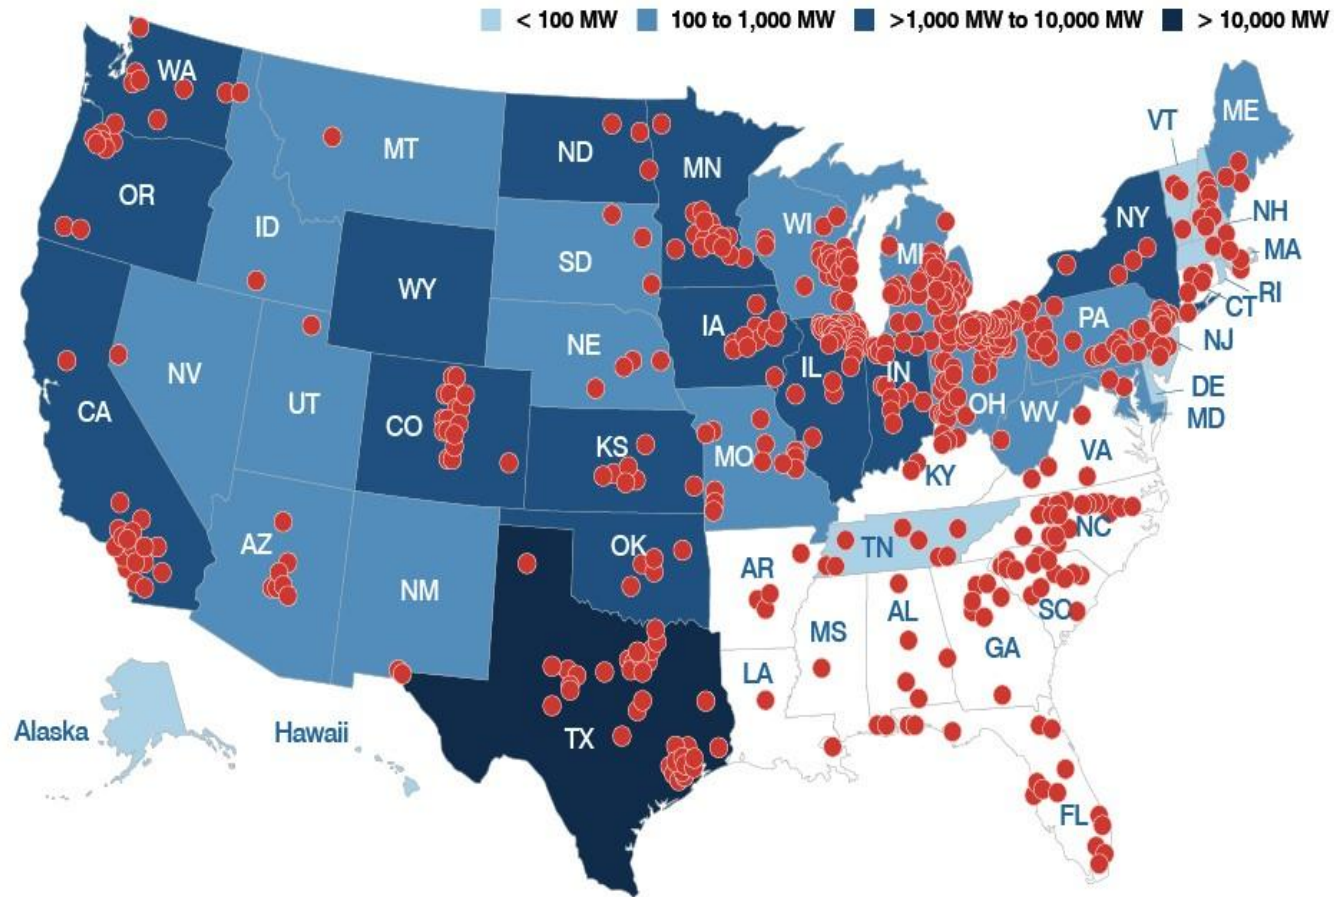 < 100 MW 100 to 1,000 MW >1,000 MW to 10,000 MW > 10,000 MW
WA
VT
ME
MT
ND
MN
OR
ID
WI
NY
NH
MI
MA
SD
WY
RI
CT
IA
PA
NE
NJ
NV
IL
IN
DE
UT
CA
CO
OH
WV
MD
KS
MO
VA
KY
NC
AZ
OK
TN
AR
NM
SC
AL
MS
GA
LA
Alaska
Hawaii
TX
FL